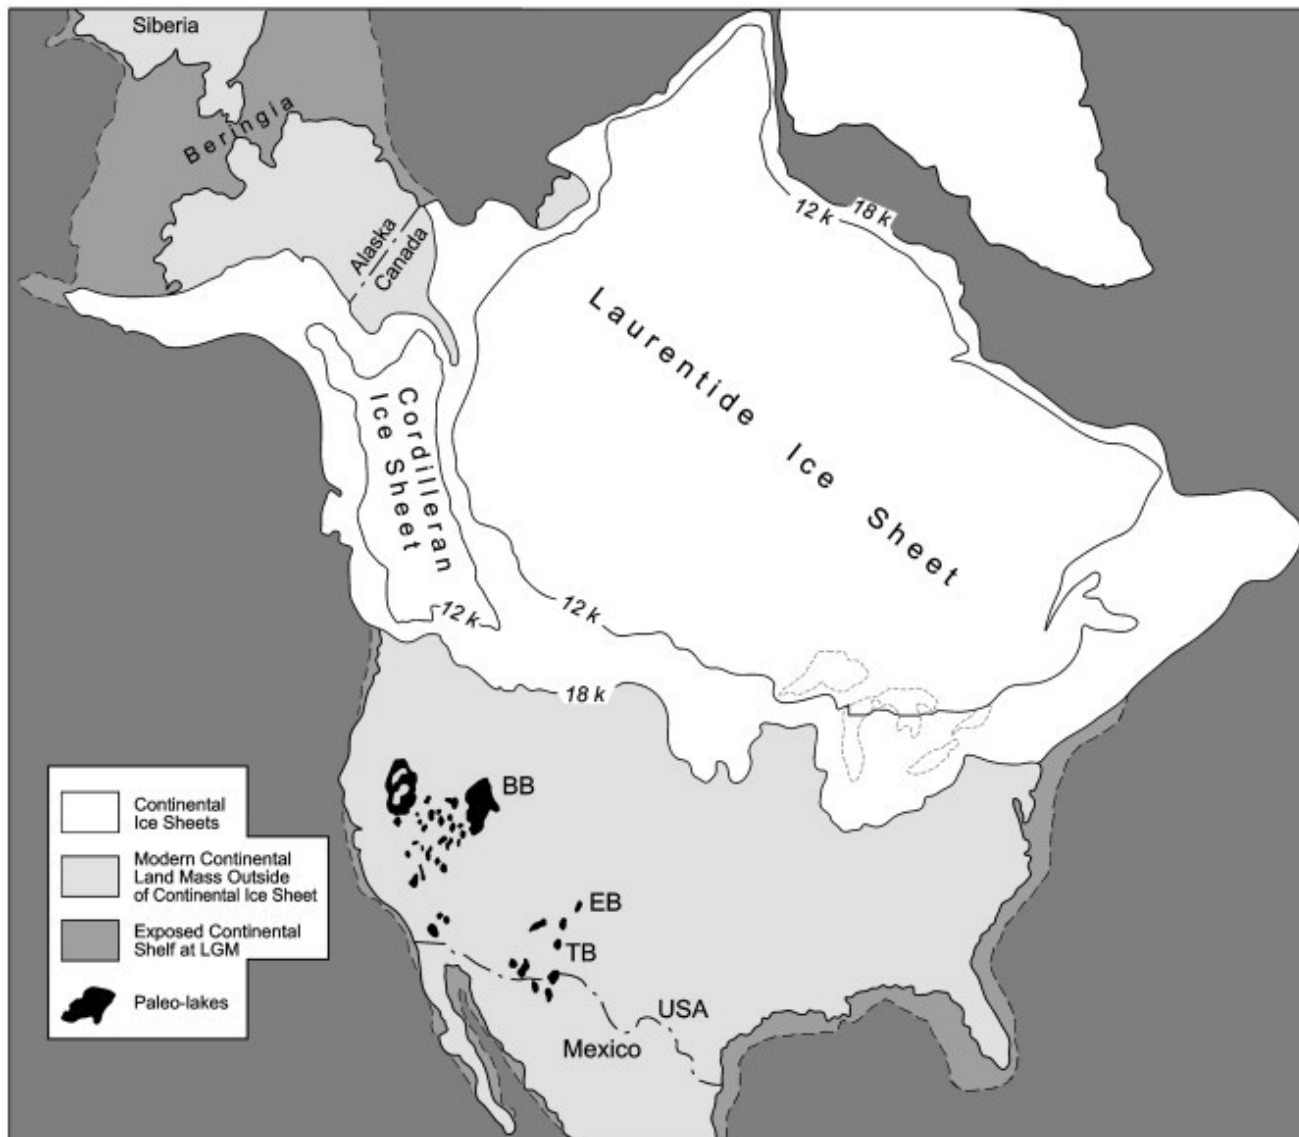 Siberia
Beringia
Alaska
Canada
12 k
18 k
Laurentide Ice Sheet
Cordilleran
Ice Sheet
12 k
12 k
18 k
BB
EB
TB
USA
Mexico
Continental
Ice Sheets
Modern Continental
Land Mass Outside
of Continental Ice Sheet
Exposed Continental
Shelf at LGM
Paleo-lakes